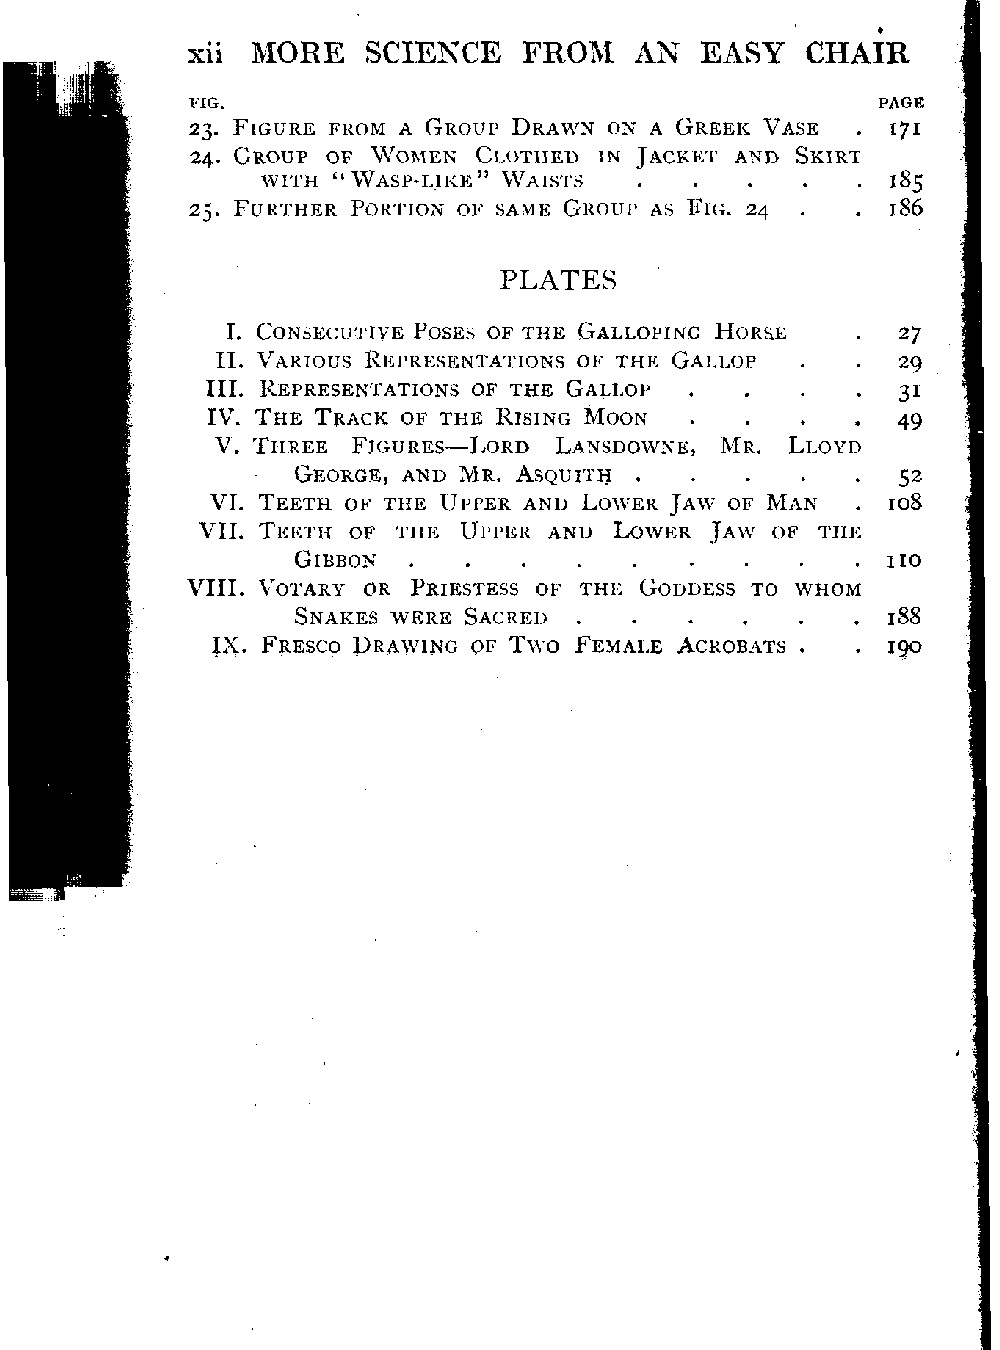 xii MORE SCIENCE FROM AN EASY CHAIR
FIG. PAGE
23. FIGURE FROM A GROUP DRAWN ON A GREEK VASE . 171
24. GROUP OF WOMEN CLOTHED IN JACKET AND SKIRT
WITH "WASP-LIKE" WAISTS . . . . . 185
25. FURTHER PORTION OF SAME GROUP AS FIG. 24 . . 186
PLATES
I. CONSECUTIVE POSES OF THE GALLOPING HORSE . 27
II. VARIOUS REPRESENTATIONS OF THE GALLOP . . 29
III. REPRESENTATIONS OF THE GALLOP . . . . 31
IV. THE TRACK OF THE RISING MOON . . . . 49
V. THREE FIGURES—LORD LANSDOWNE, MR. LLOYD
GEORGE, AND MR. ASQUITH . . . . . 52
VI. TEETH OF THE UPPER AND LOWER JAW OF MAN . 108
VII. TEETH OF THE UPPER AND LOWER JAW OF THE
GIBBON . . . . . . . . . 110
VIII. VOTARY OR PRIESTESS OF THE GODDESS TO WHOM
SNAKES WERE SACRED . . . . . . 188
IX. FRESCO DRAWING OF TWO FEMALE ACROBATS . . 190